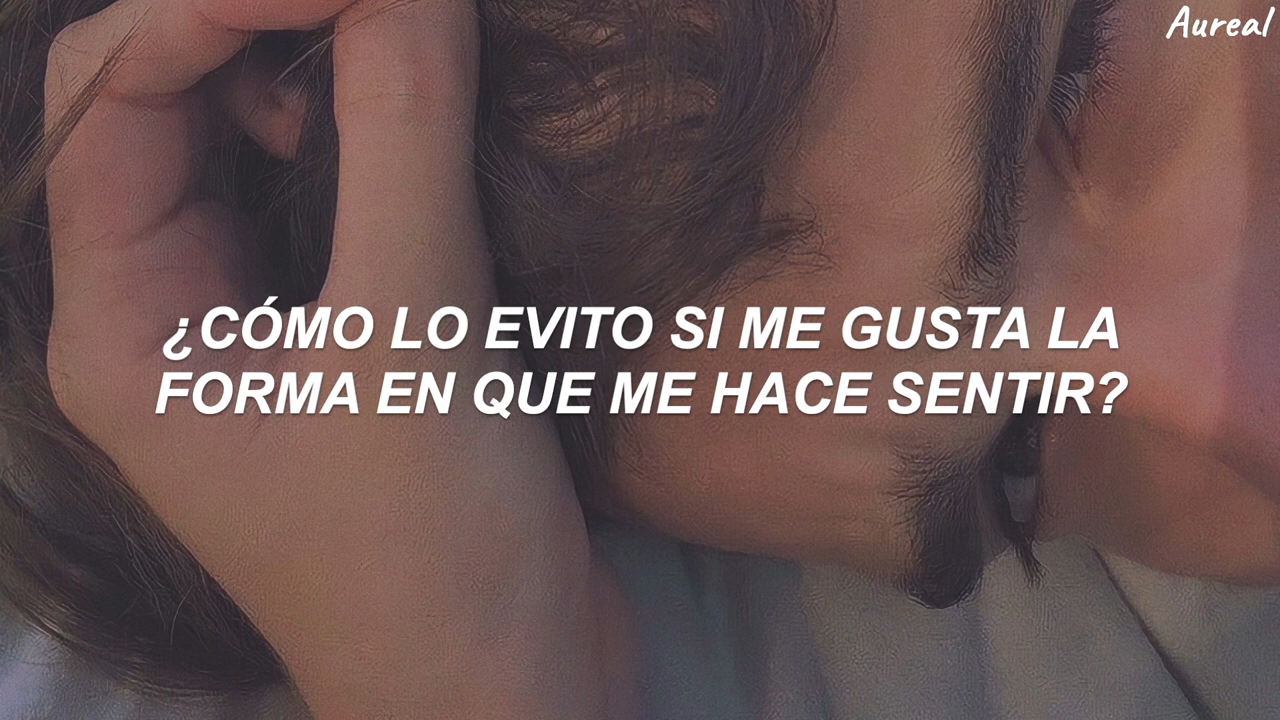 Aureal
¿CÓMO LO EVITO SI ME GUSTA LA
FORMA EN QUE ME HACE SENTIR?